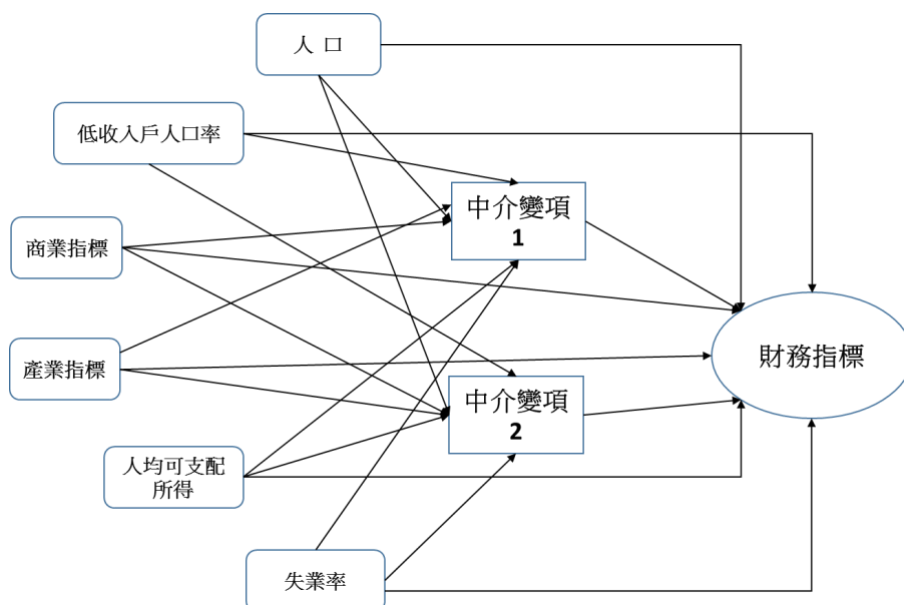 人 口
低收入戶人口率
中介變項
1
商業指標
財務指標
產業指標
中介變項
2
人均可支配
所得
失業率